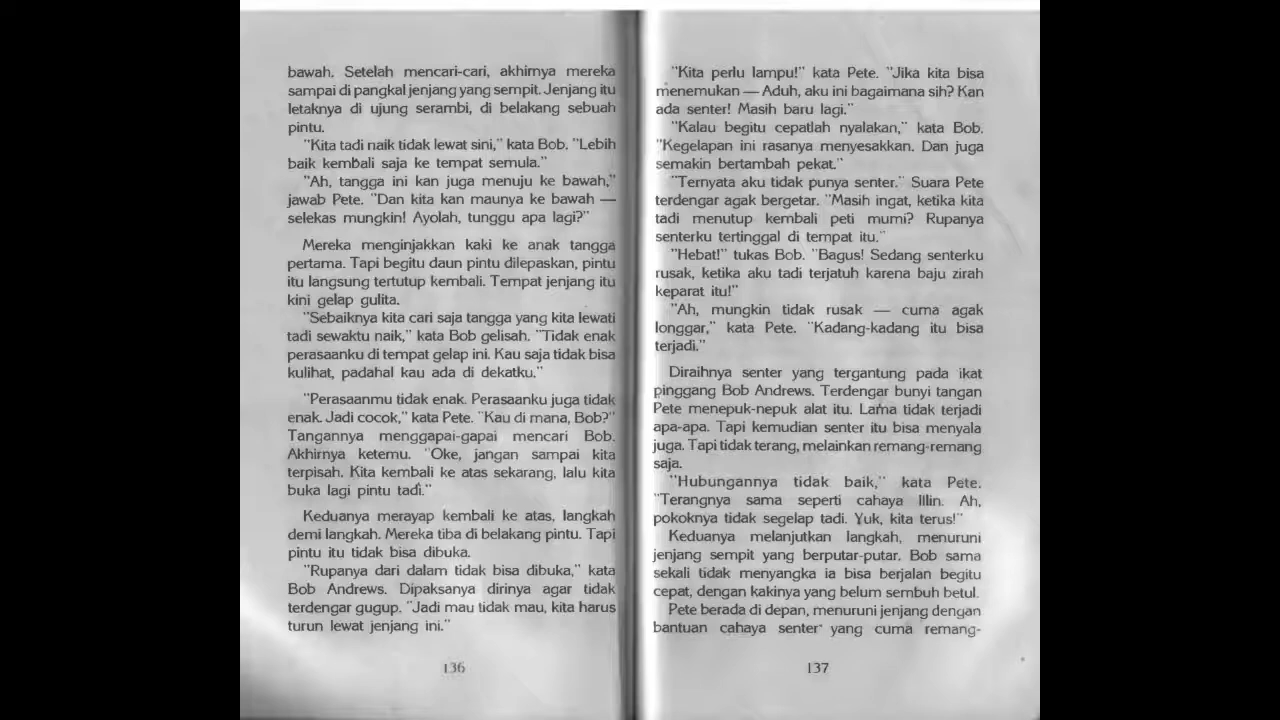 bawah. Setelah mencari-cari, akhirnya mereka
sampai di pangkal jenjang yang sempit. Jenjang itu
letaknya di ujung serambi, di belakang sebuah
pintu.
"Kita tadi naik tidak lewat sini," kata Bob. "Lebih
baik kembali saja ke tempat semula."
"Ah, tangga ini kan juga menuju ke bawah,"
jawab Pete. "Dan kita kan maunya ke bawah —
selekas mungkin! Ayolah, tunggu apa lagi?"
Mereka menginjakkan kaki ke anak tangga
pertama. Tapi begitu daun pintu dilepaskan, pintu
itu langsung tertutup kembali. Tempat jenjang itu
kini gelap gulita.
"Sebaiknya kita cari saja tangga yang kita lewati
tadi sewaktu naik," kata Bob gelisah. "Tidak enak
perasaanku di tempat gelap ini. Kau saja tidak bisa
kulihat, padahal kau ada di dekatku."
"Perasaanmu tidak enak. Perasaanku juga tidak
enak. Jadi cocok," kata Pete. "Kau di mana, Bob?"
Tangannya menggapai-gapai mencari Bob.
Akhirnya ketemu. "Oke, jangan sampai kita
terpisah. Kita kembali ke atas sekarang, lalu kita
buka lagi pintu tadi."
Keduanya merayap kembali ke atas, langkah
demi langkah. Mereka tiba di belakang pintu. Tapi
pintu itu tidak bisa dibuka.
"Rupanya dari dalam tidak bisa dibuka," kata
Bob Andrews. Dipaksanya dirinya agar tidak
terdengar gugup. "Jadi mau tidak mau, kita harus
turun lewat jenjang ini."
136
"Kita perlu lampu!" kata Pete. "Jika kita bisa
menemukan — Aduh, aku ini bagaimana sih? Kan
ada senter! Masih baru lagi."
"Kalau begitu cepatlah nyalakan," kata Bob.
"Kegelapan ini rasanya menyesakkan. Dan juga
semakin bertambah pekat."
"Ternyata aku tidak punya senter." Suara Pete
terdengar agak bergetar. "Masih ingat, ketika kita
tadi menutup kembali peti mumi? Rupanya
senterku tertinggal di tempat itu."
"Hebat!" tukas Bob. "Bagus! Sedang senterku
rusak, ketika aku tadi terjatuh karena baju zirah
keparat itu!"
"Ah, mungkin tidak rusak — cuma agak
longgar," kata Pete. "Kadang-kadang itu bisa
terjadi."
Diraihnya senter yang tergantung pada ikat
pinggang Bob Andrews. Terdengar bunyi tangan
Pete menepuk-nepuk alat itu. Lama tidak terjadi
apa-apa. Tapi kemudian senter itu bisa menyala
juga. Tapi tidak terang, melainkan remang-remang
saja.
"Hubungannya tidak baik," kata Pete.
"Terangnya sama seperti cahaya lilin. Ah,
pokoknya tidak segelap tadi. Yuk, kita terus!"
Keduanya melanjutkan langkah, menuruni
jenjang sempit yang berputar-putar. Bob sama
sekali tidak menyangka ia bisa berjalan begitu
cepat, dengan kakinya yang belum sembuh betul.
Pete berada di depan, menuruni jenjang dengan
bantuan cahaya senter yang cuma remang-
137